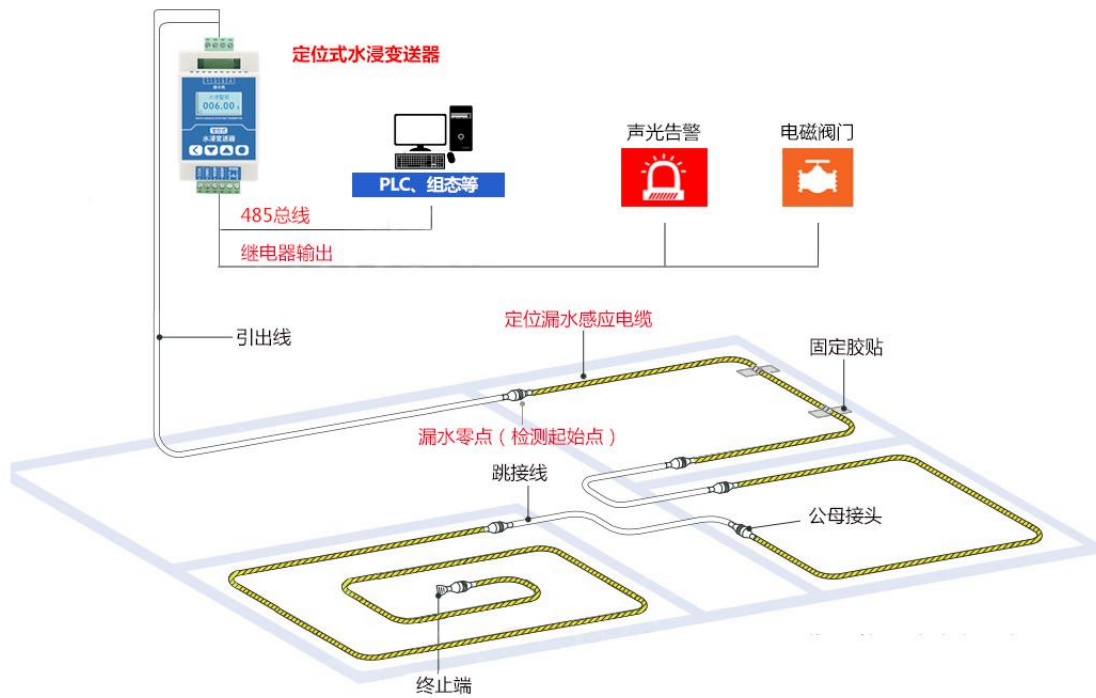 定位式水浸变送器
006.00
定位式
水浸变送器
PLC、组态等
声光告警
电磁阀门
485总线
继电器输出
定位漏水感应电缆
引出线
固定胶贴
漏水零点（检测起始点）
跳接线
公母接头
终止端